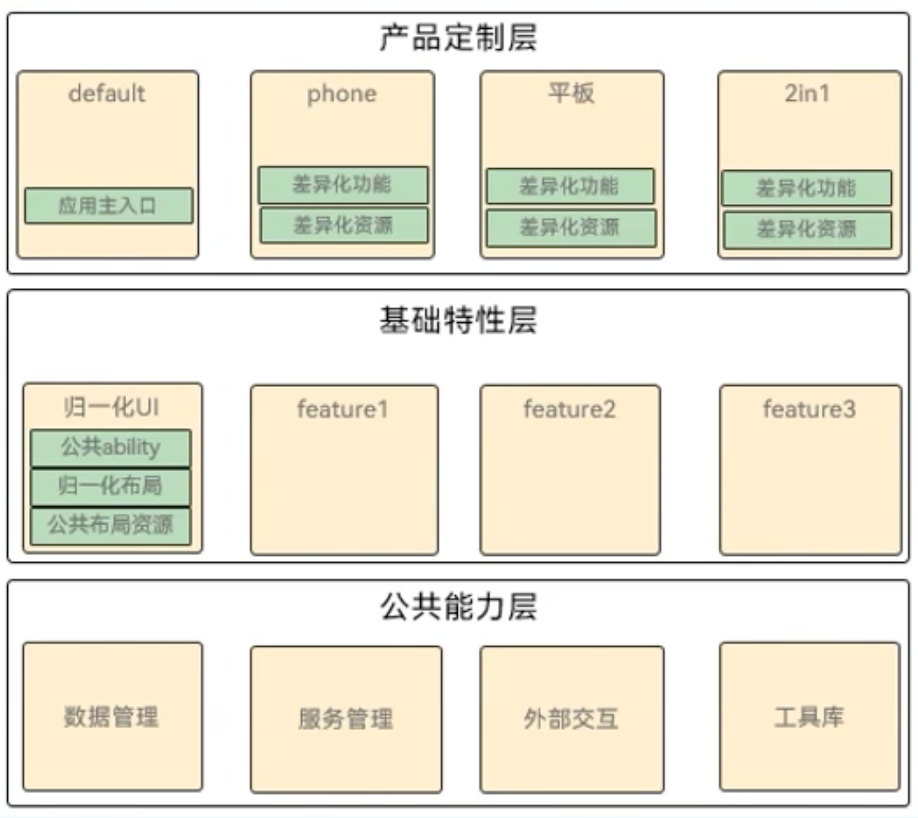 产品定制层
default
phone
平板
2in1
应用主入口
差异化功能
差异化资源
差异化功能
差异化资源
差异化功能
差异化资源
基础特性层
归一化UI
公共ability
归一化布局
公共布局资源
feature1
feature2
feature3
公共能力层
数据管理
服务管理
外部交互
工具库